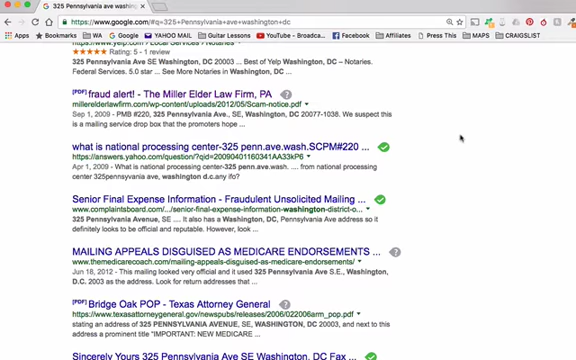 325 Pennsylvania ave washin
https://www.google.com/#q=325+Pennsylvania+ave+washington+dc
Apps Bookmarks WA Google YAHOO MAIL Guitar Lessons YouTube – Broadcast… Facebook Affiliates Press This MAPS CRAIGSLIST
Rating: 5 - 1 review
325 Pennsylvania Ave SE Washington, DC 20003 ... Best of Yelp Washington, DC – Notaries.
Federal Services. 5.0 star ... See More Notaries in Washington, DC ...
[PDF] fraud alert! - The Miller Elder Law Firm, PA
millerelderlawfirm.com/wp-content/uploads/2012/05/Scam-notice.pdf
Sep 1, 2009 - PMB #220, 325 Pennsylvania Ave., SE, Washington, DC 20077-1038. We suspect this
is a mailing service drop box that the promoters hope ...
what is national processing center-325 penn.ave.wash.SCPM#220 ...
https://answers.yahoo.com/question/?qid=20090401160341AA33kP6
Apr 1, 2009 - What is national processing center-325 penn.ave.wash. .... from national processing
center 325pennsylvania ave, washington d.c.any ifo?
Senior Final Expense Information - Fraudulent Unsolicited Mailing ...
www.complaintsboard.com/.../senior-final-expense-information-washington-district-o...
325 Pennsylvania Avenue, SE .... It also has a Washington, DC, Pennsylvania Avenue address so it
definitely looks to be official and reputable. However, look ...
MAILING APPEALS DISGUISED AS MEDICARE ENDORSEMENTS ...
www.themedicarecoach.com/mailing-appeals-disguised-as-medicare-endorsements/
Jun 18, 2012 - This mailing looked very official and it used 325 Pennsylvania Ave S.E., Washington,
D.C. 2003 as the address. Look for return addresses that ...
[PDF] Bridge Oak POP - Texas Attorney General
https://www.texasattorneygeneral.gov/newspubs/releases/2006/022006arm_pop.pdf
stating an address of 325 PENNSYLVANIA AVENUE, SE, WASHINGTON, DC 20003, and next to this
address a prominent title "IMPORTANT: NEW MEDICARE ...
Sincerely Yours 325 Pennsylvania Ave SE Washington, DC Fax ...